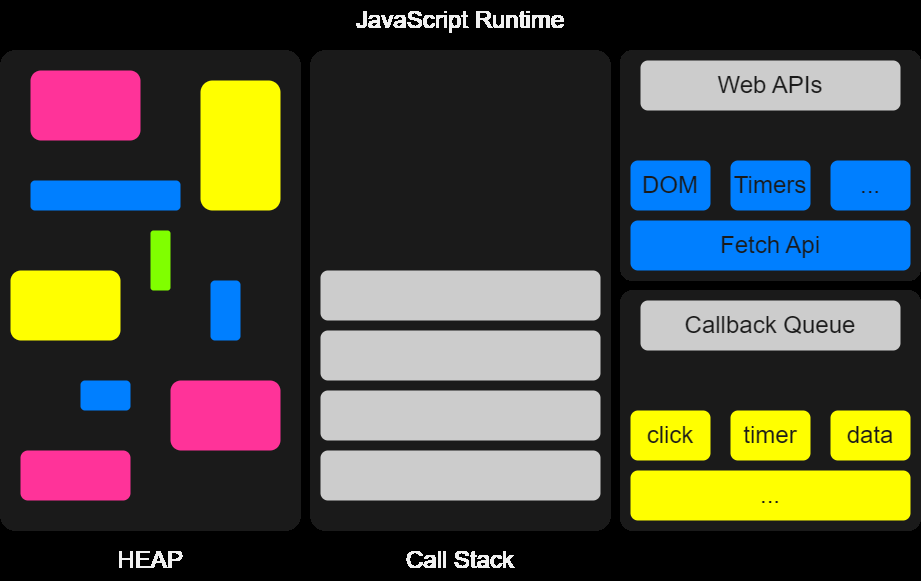 JavaScript Runtime
Web APIs
DOM
Timers
...
Fetch Api
Callback Queue
click
timer
data
...
HEAP
Call Stack